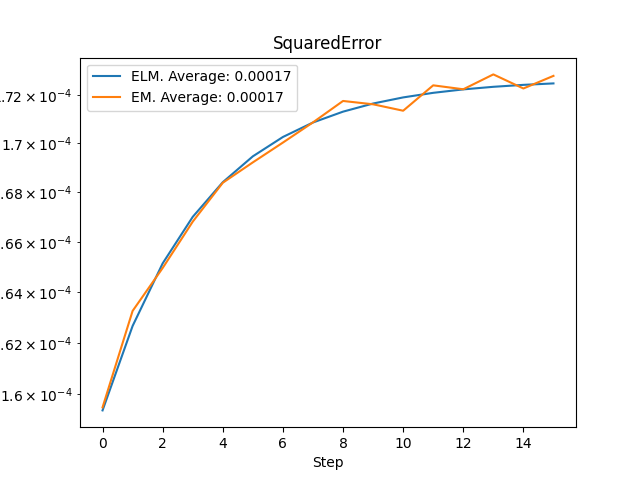 SquaredError
ELM. Average: 0.00017
EM. Average: 0.00017
.72 × 10⁻⁴
1.7 × 10⁻⁴
.68 × 10⁻⁴
.66 × 10⁻⁴
.64 × 10⁻⁴
.62 × 10⁻⁴
1.6 × 10⁻⁴
0 2 4 6 8 10 12 14
Step